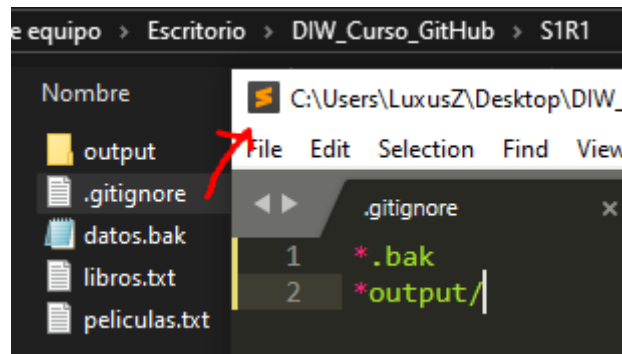 e equipo > Escritorio > DIW_Curso_GitHub > S1R1
Nombre
output
.gitignore
datos.bak
libros.txt
peliculas.txt
C:\Users\LuxusZ\Desktop\DIW_
File Edit Selection Find View
.gitignore ×
1 *.bak
2 *output/